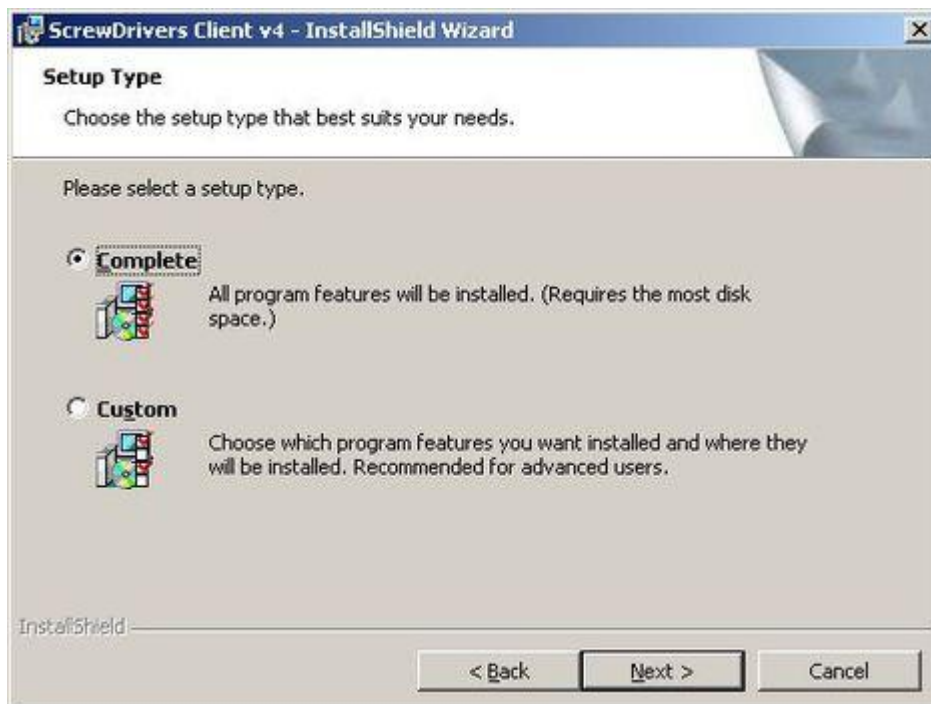 ScrewDrivers Client v4 - InstallShield Wizard
Setup Type
Choose the setup type that best suits your needs.
Please select a setup type.
Complete
All program features will be installed. (Requires the most disk
space.)
Custom
Choose which program features you want installed and where they
will be installed. Recommended for advanced users.
InstallShield
< Back Next > Cancel